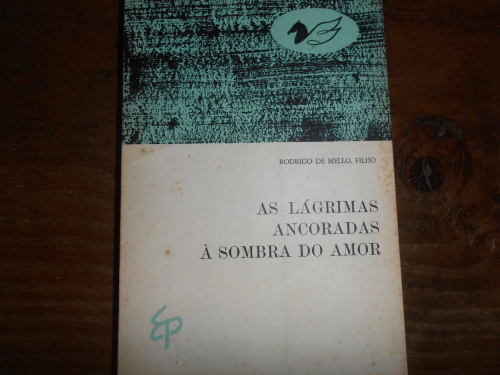 RODRIGO DE MELLO, FILHO
AS LÁGRIMAS
ANCORADAS
À SOMBRA DO AMOR
EP